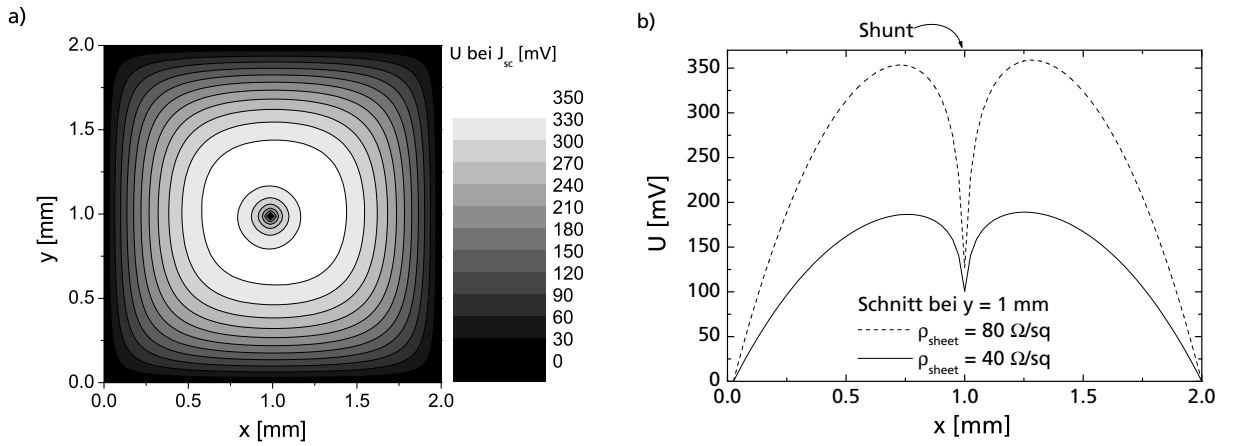 a)
2.0
1.5
1.0
0.5
0.0
y [mm]
0.0 0.5 1.0 1.5 2.0
x [mm]
U bei J_sc [mV]
350
330
300
270
240
210
180
150
120
90
60
30
0
b)
Shunt
350
300
250
200
150
100
50
0
U [mV]
Schnitt bei y = 1 mm
ρ_sheet = 80 Ω/sq
ρ_sheet = 40 Ω/sq
0.0 0.5 1.0 1.5 2.0
x [mm]